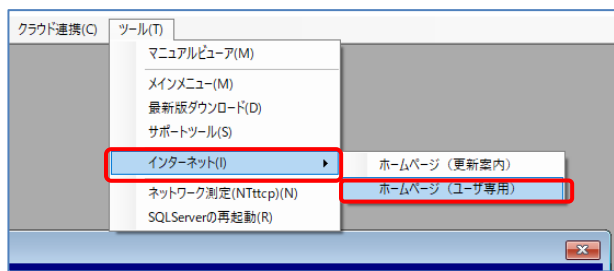 クラウド連携(C) ツール(T)
マニュアルビューア(M)
メインメニュー(M)
最新版ダウンロード(D)
サポートツール(S)
インターネット(I)
ホームページ（更新案内）
ネットワーク測定(NTttcp)(N)
ホームページ（ユーザ専用）
SQLServerの再起動(R)